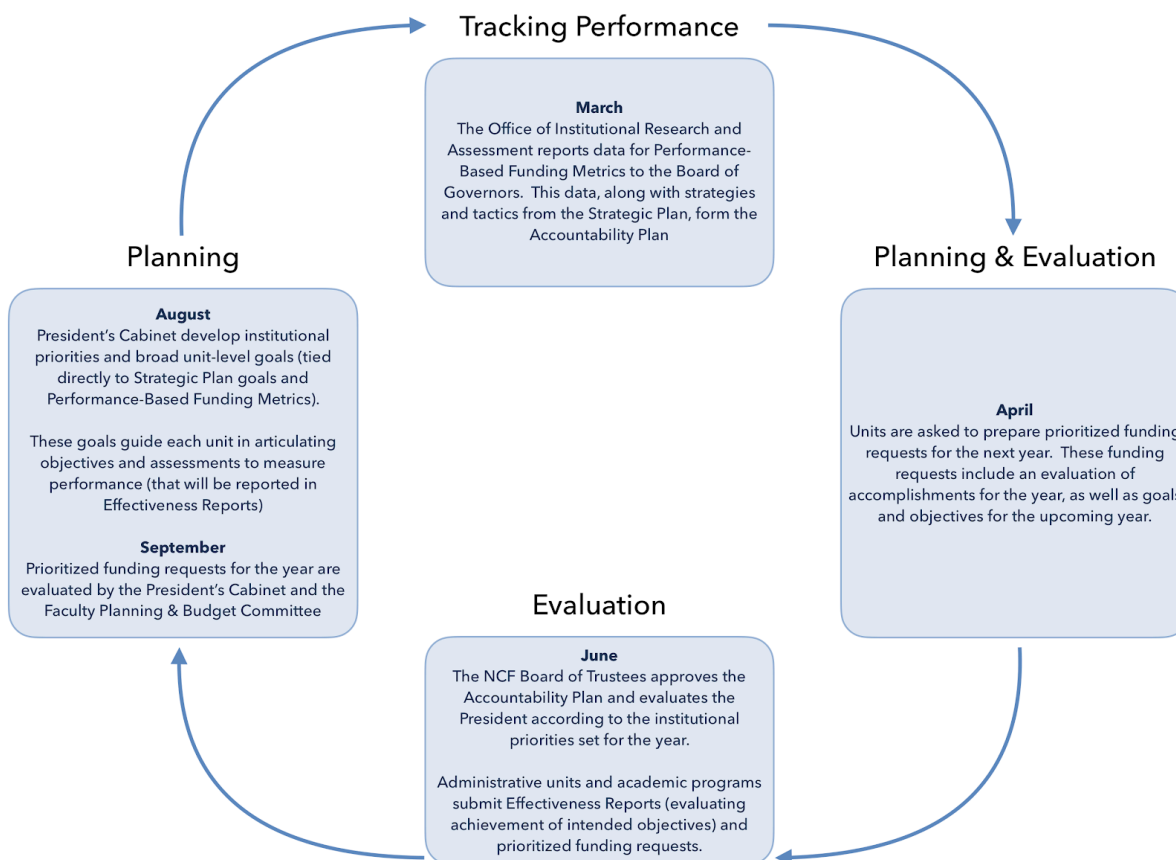 Tracking Performance
March
The Office of Institutional Research and
Assessment reports data for Performance-
Based Funding Metrics to the Board of
Governors.  This data, along with strategies
and tactics from the Strategic Plan, form the
Accountability Plan
Planning & Evaluation
April
Units are asked to prepare prioritized funding
requests for the next year.  These funding
requests include an evaluation of
accomplishments for the year, as well as goals
and objectives for the upcoming year.
Evaluation
June
The NCF Board of Trustees approves the
Accountability Plan and evaluates the
President according to the institutional
priorities set for the year.
Administrative units and academic programs
submit Effectiveness Reports (evaluating
achievement of intended objectives) and
prioritized funding requests.
Planning
August
President’s Cabinet develop institutional
priorities and broad unit-level goals (tied
directly to Strategic Plan goals and
Performance-Based Funding Metrics).
These goals guide each unit in articulating
objectives and assessments to measure
performance (that will be reported in
Effectiveness Reports)
September
Prioritized funding requests for the year are
evaluated by the President’s Cabinet and the
Faculty Planning & Budget Committee